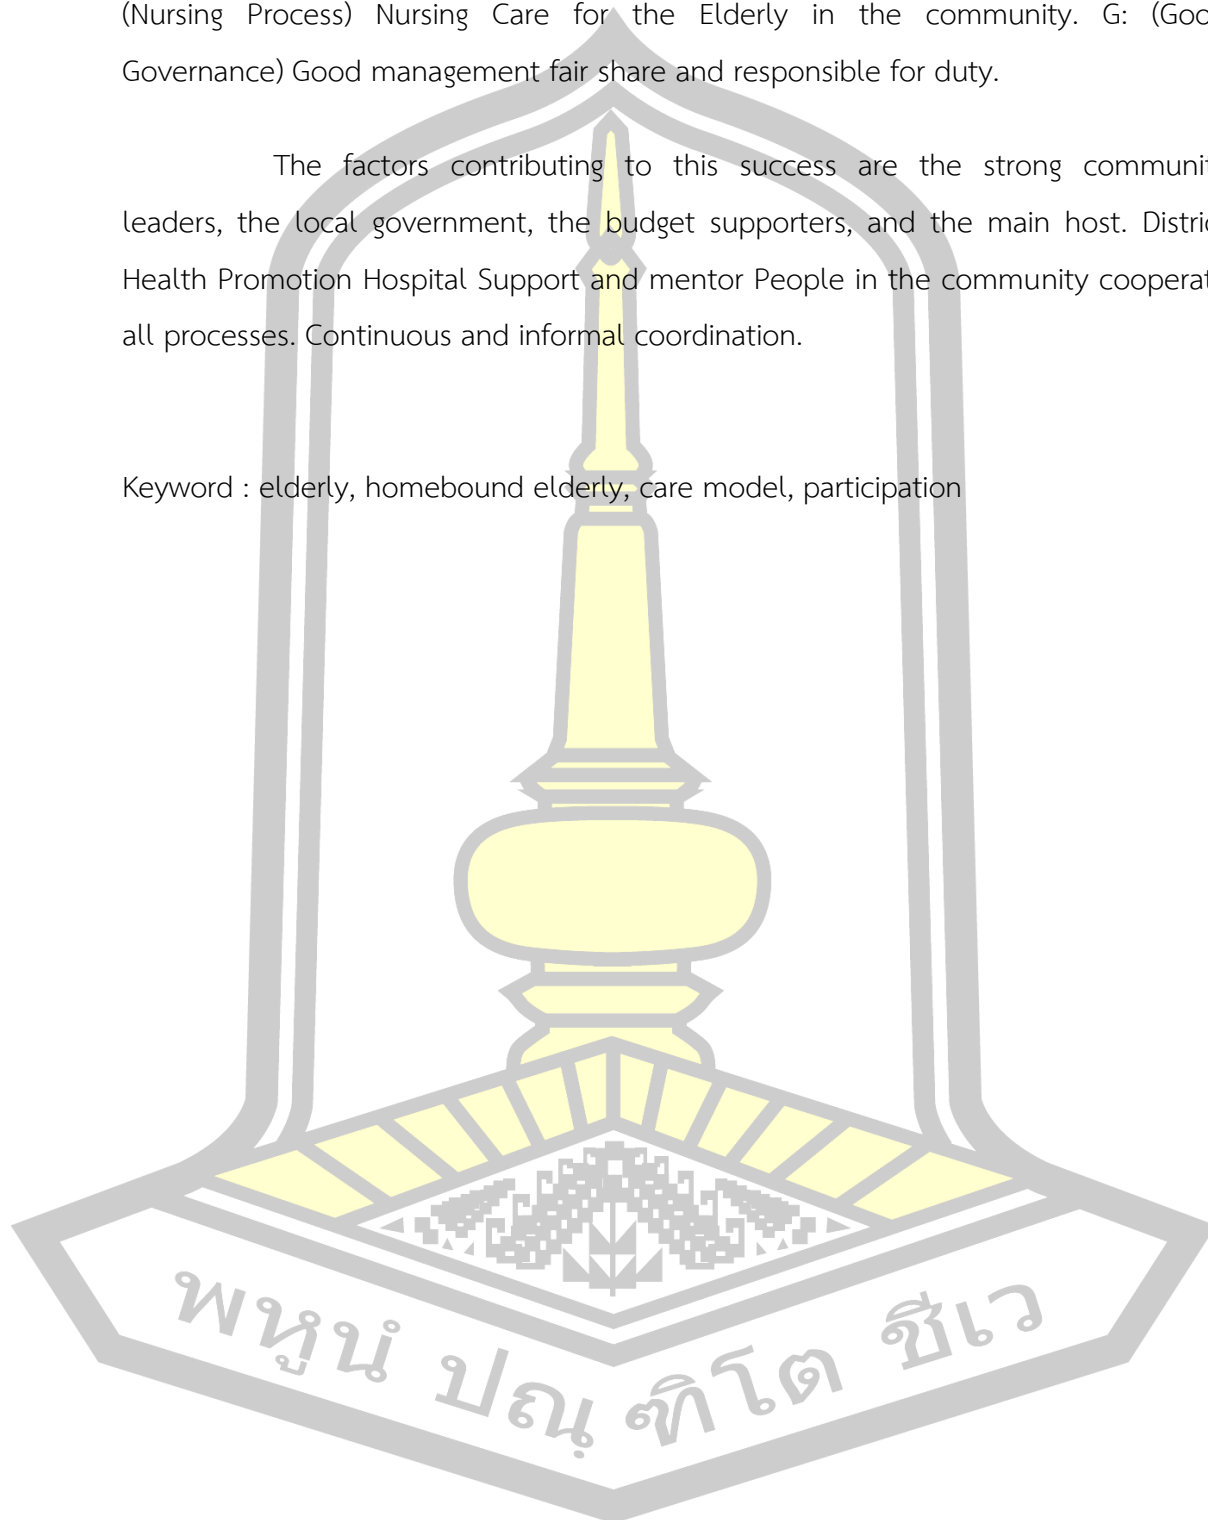 (Nursing Process) Nursing Care for the Elderly in the community. G: (Goo
Governance) Good management fair share and responsible for duty.
The factors contributing to this success are the strong communit
leaders, the local government, the budget supporters, and the main host. Distric
Health Promotion Hospital Support and mentor People in the community cooperat
all processes. Continuous and informal coordination.
Keyword : elderly, homebound elderly, care model, participation
พหูนํ ปณฺฑิโต ชีเว